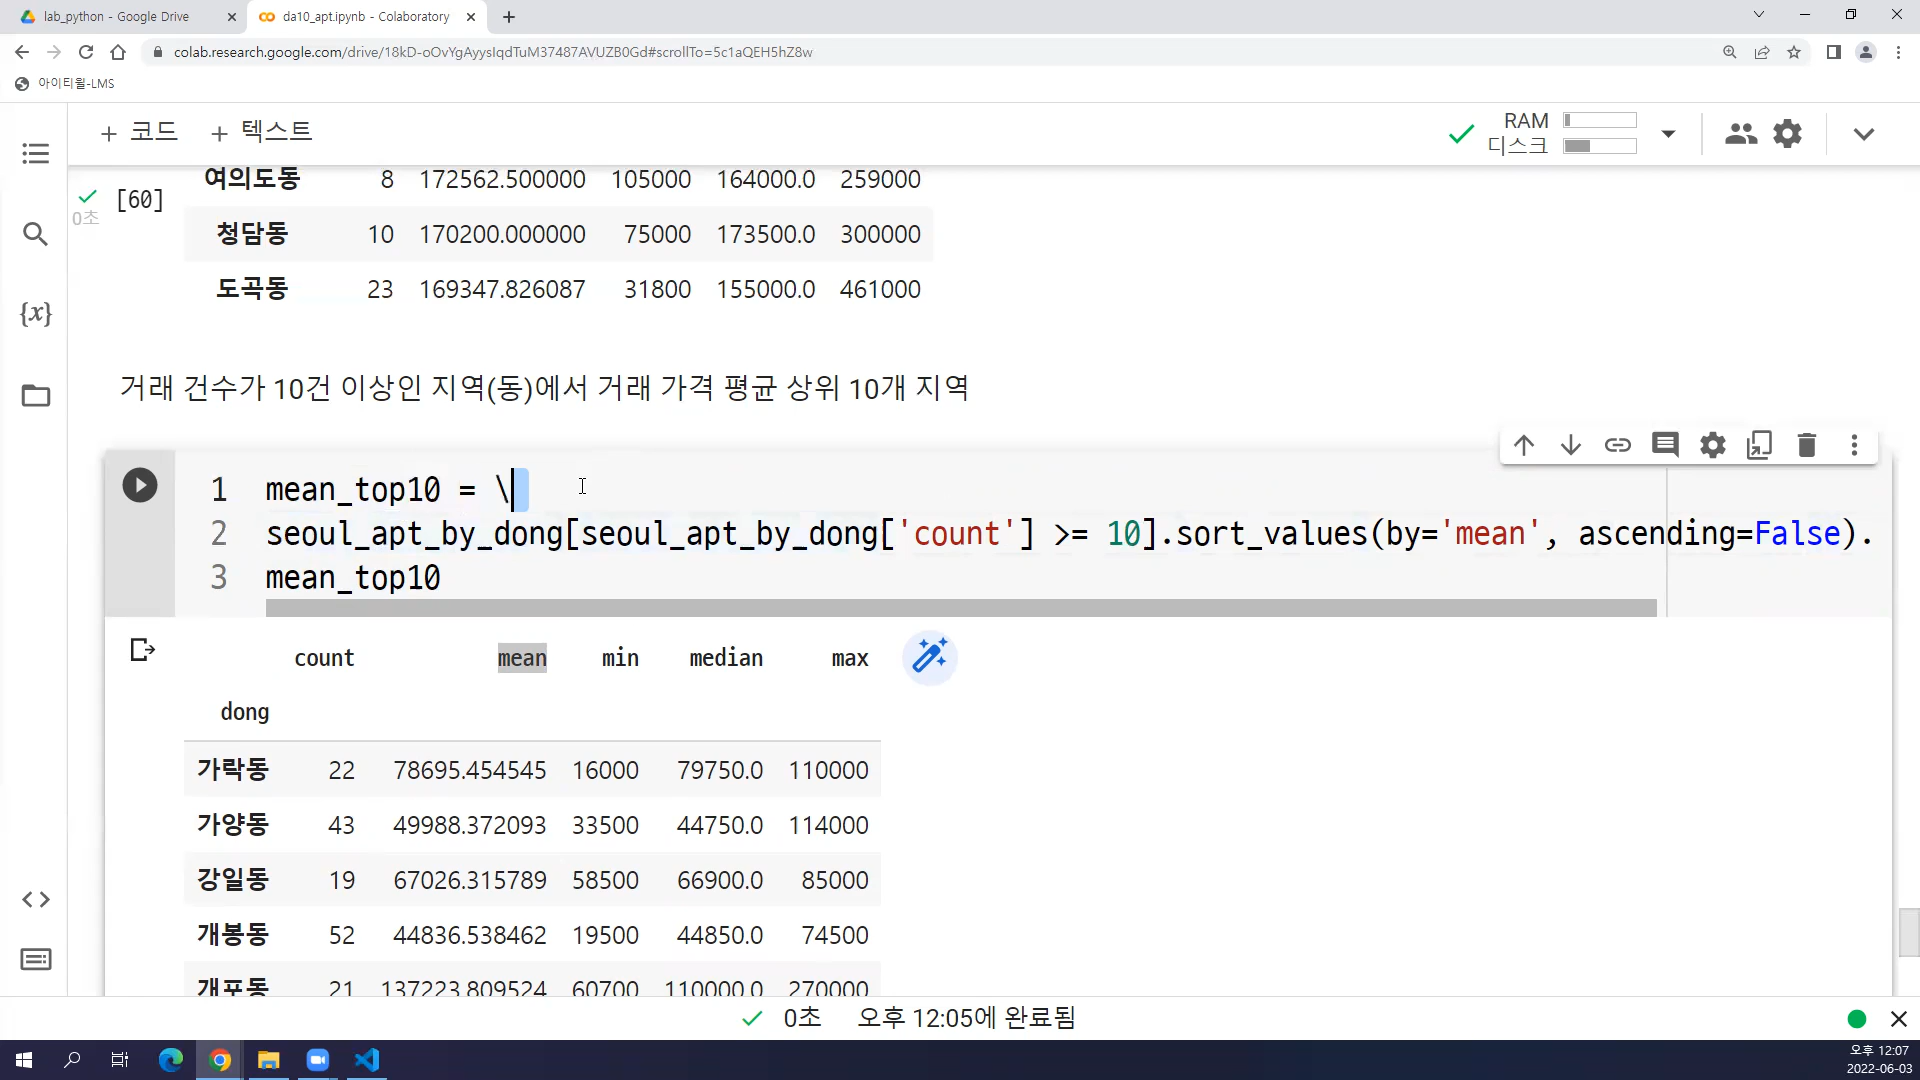 lab_python - Google Drive
da10_apt.ipynb - Colaboratory
colab.research.google.com/drive/18kD-oOvYgAyysIqdTuM37487AVUZB0Gd#scrollTo=5c1aQEH5hZ8w
아이티윌-LMS
+ 코드 + 텍스트
RAM
디스크
여의도동 8 172562.500000 105000 164000.0 259000
0초 [60]
청담동 10 170200.000000 75000 173500.0 300000
도곡동 23 169347.826087 31800 155000.0 461000
{x}
거래 건수가 10건 이상인 지역(동)에서 거래 가격 평균 상위 10개 지역
1 mean_top10 = \
2 seoul_apt_by_dong[seoul_apt_by_dong['count'] >= 10].sort_values(by='mean', ascending=False).
3 mean_top10
count mean min median max
dong
가락동 22 78695.454545 16000 79750.0 110000
가양동 43 49988.372093 33500 44750.0 114000
강일동 19 67026.315789 58500 66900.0 85000
개봉동 52 44836.538462 19500 44850.0 74500
개포동 21 137223.809524 60700 110000.0 270000
0초 오후 12:05에 완료됨
오후 12:07
2022-06-03